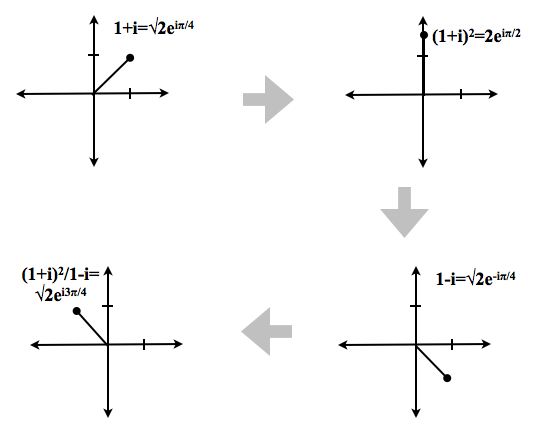 1+i=√2e^iπ/4
(1+i)²=2e^iπ/2
(1+i)²/1-i=
√2e^i3π/4
1-i=√2e^-iπ/4